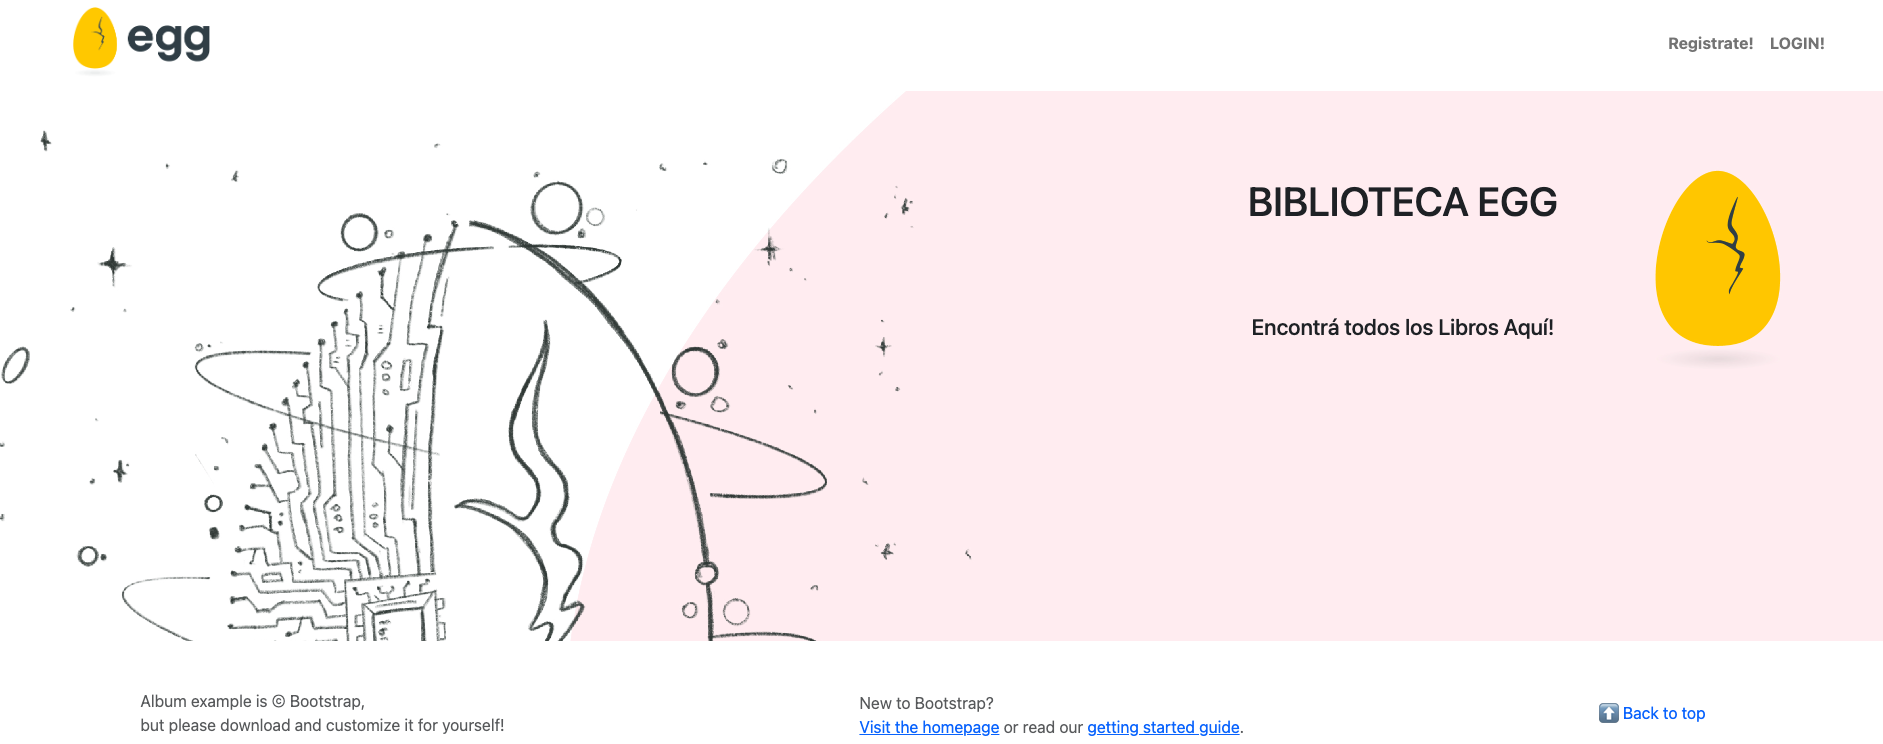 egg
Registrate! LOGIN!
BIBLIOTECA EGG
Encontrá todos los Libros Aquí!
Album example is © Bootstrap,
but please download and customize it for yourself!
New to Bootstrap?
Visit the homepage or read our getting started guide.
Back to top